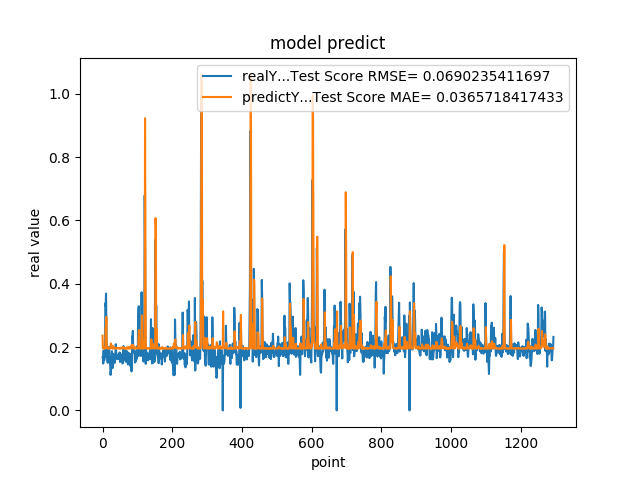 model predict
realY...Test Score RMSE= 0.0690235411697
predictY...Test Score MAE= 0.0365718417433
real value
1.0
0.8
0.6
0.4
0.2
0.0
0 200 400 600 800 1000 1200
point